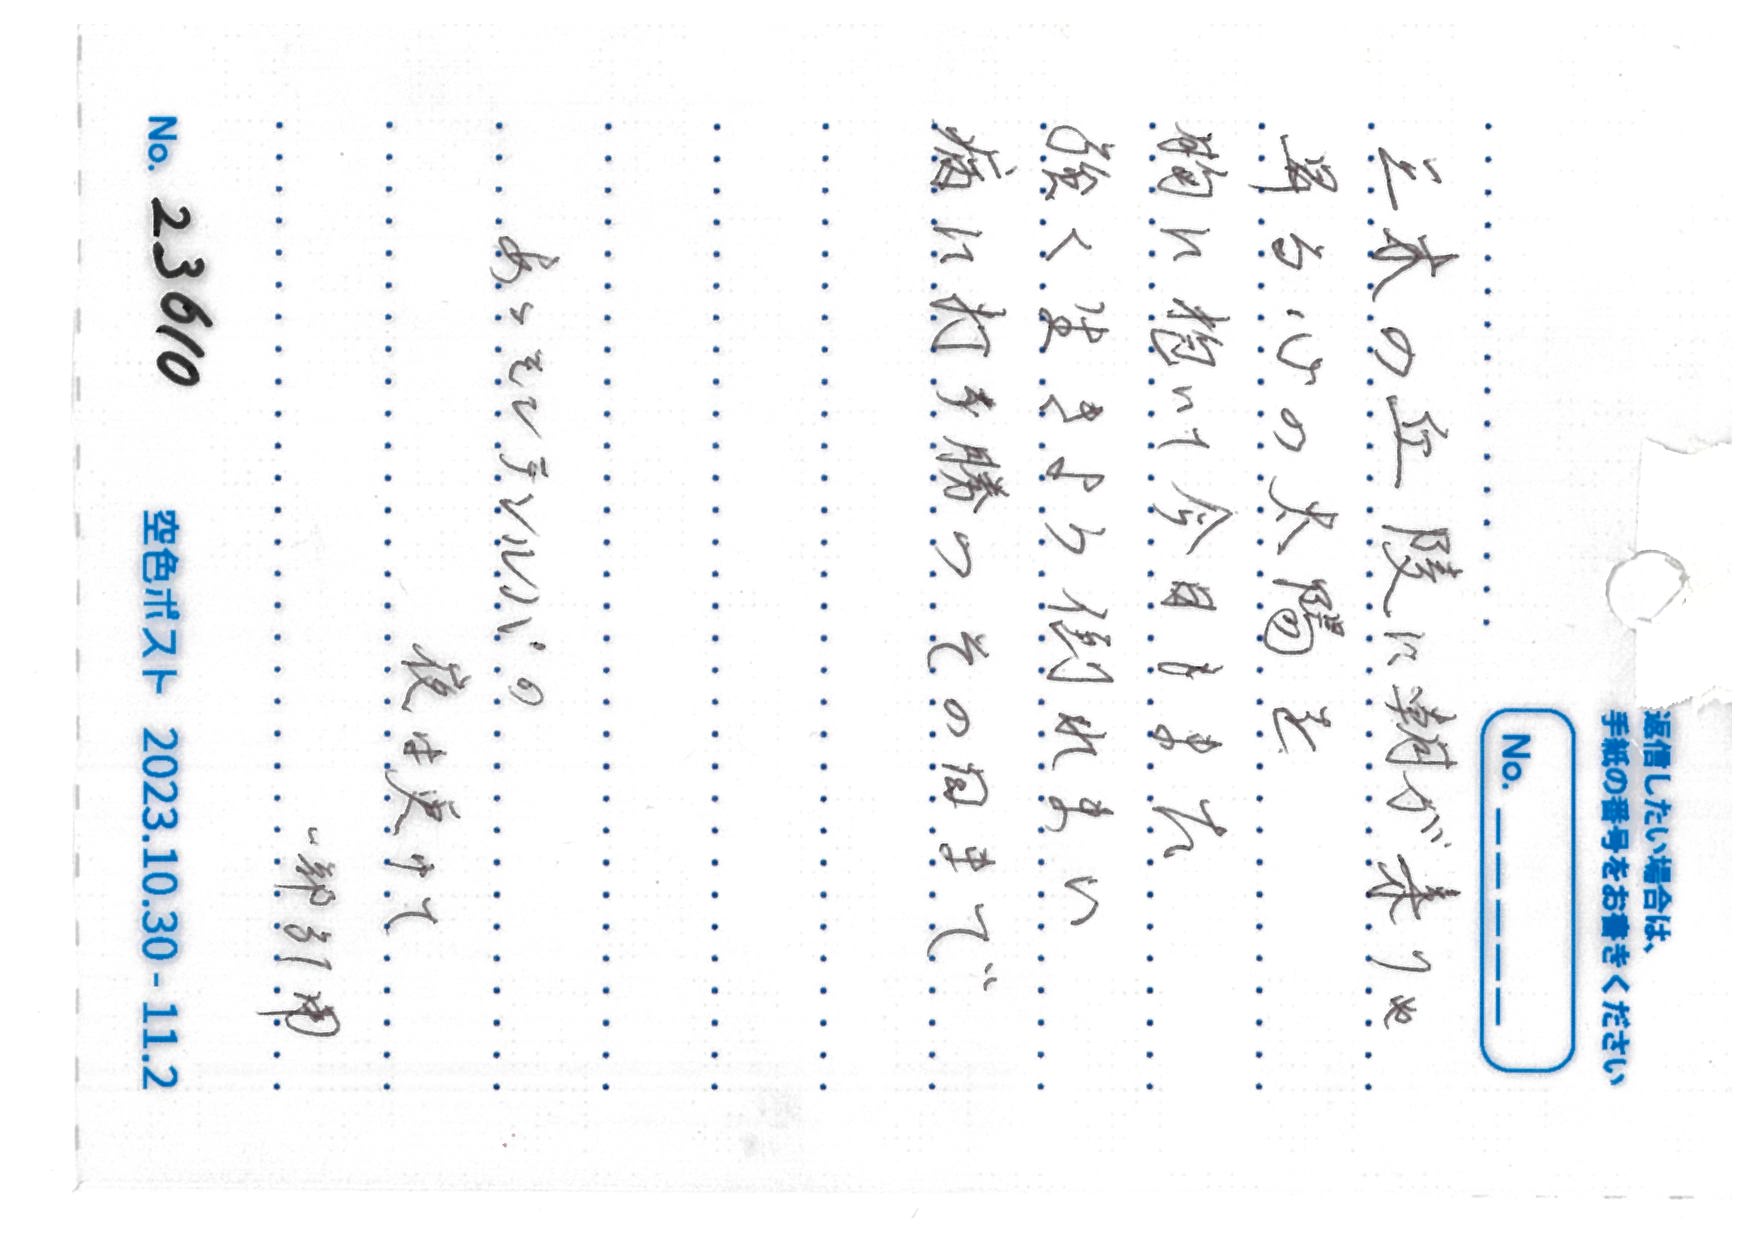 返信したい場合は、
手紙の番号をお書きください
No. _ _ _ _ _
三木の丘陵に朝が来りゃ
昇る心の太陽を
胸に抱いて今日もまた
強く生きよう倒れまい
病に打ち勝つその日まで
あゝモンテンルパの
夜は更けて
一部引用
No. 23610
空色ポスト 2023.10.30 - 11.2